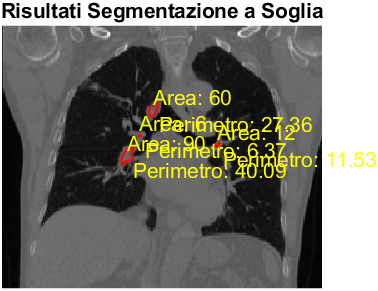 Risultati Segmentazione a Soglia
Area: 60
Perimetro: 27.36
Area: 6
Perimetro: 6.37
Area: 12
Perimetro: 11.53
Area: 90
Perimetro: 40.09